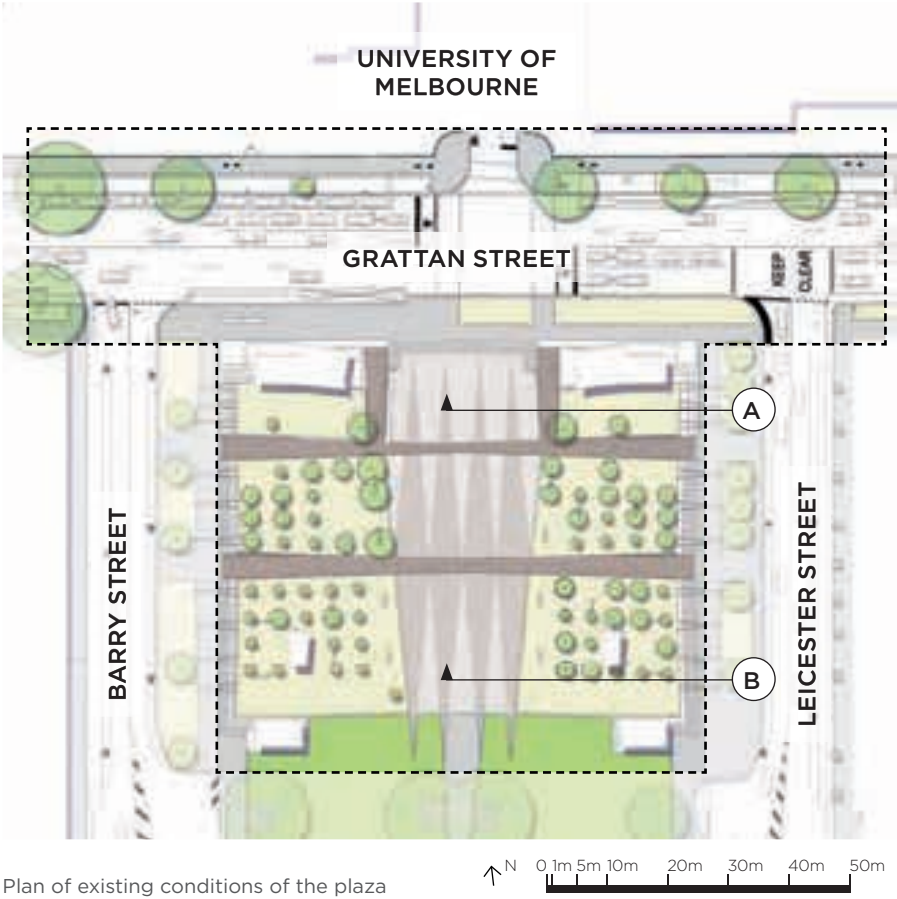 UNIVERSITY OF
MELBOURNE
GRATTAN STREET
KEEP
CLEAR
A
BARRY STREET
LEICESTER STREET
B
Plan of existing conditions of the plaza
N
0 1m 5m 10m 20m 30m 40m 50m